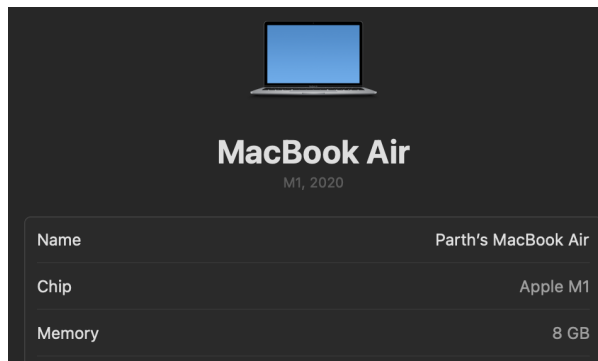 MacBook Air
M1, 2020
Name Parth's MacBook Air
Chip Apple M1
Memory 8 GB